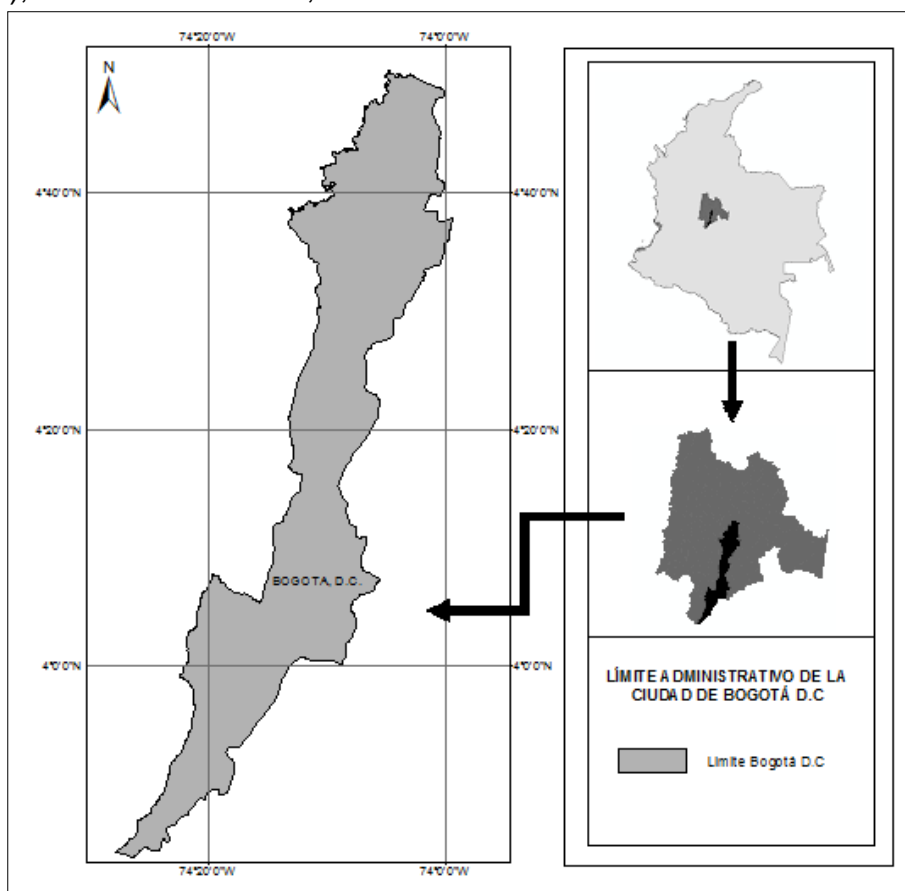 74°20'0"W 74°0'0"W
N
4°40'0"N 4°40'0"N
4°20'0"N 4°20'0"N
BOGOTA, D.C.
4°0'0"N 4°0'0"N
74°20'0"W 74°0'0"W
LÍMITE ADMINISTRATIVO DE LA
CIUDAD DE BOGOTÁ D.C
Límite Bogotá D.C